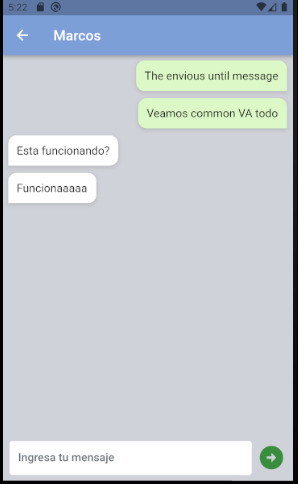 5:22
Marcos
The envious until message
Veamos common VA todo
Esta funcionando?
Funcionaaaaa
Ingresa tu mensaje